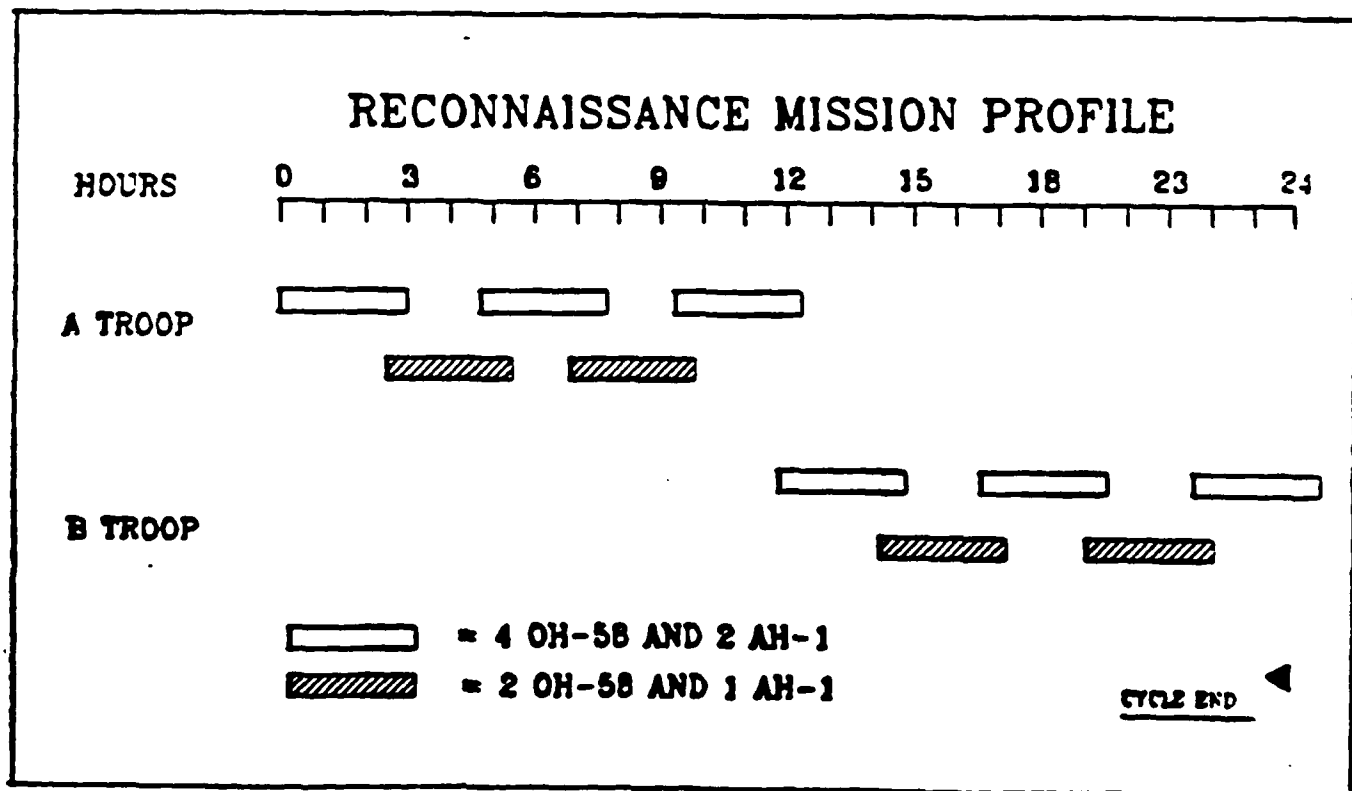 RECONNAISSANCE MISSION PROFILE
HOURS 0 3 6 9 12 15 18 23 24
A TROOP
B TROOP
= 4 OH-58 AND 2 AH-1
= 2 OH-58 AND 1 AH-1
CYCLE END